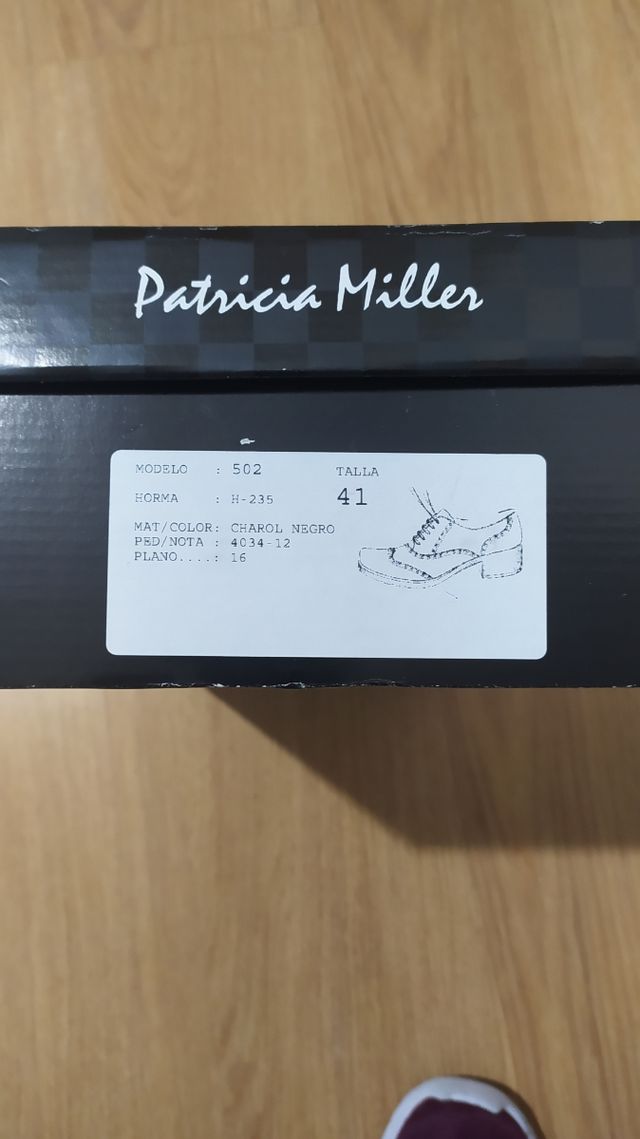 Patricia Miller
MODELO : 502
TALLA
HORMA : H-235
41
MAT/COLOR: CHAROL NEGRO
PED/NOTA : 4034-12
PLANO....: 16